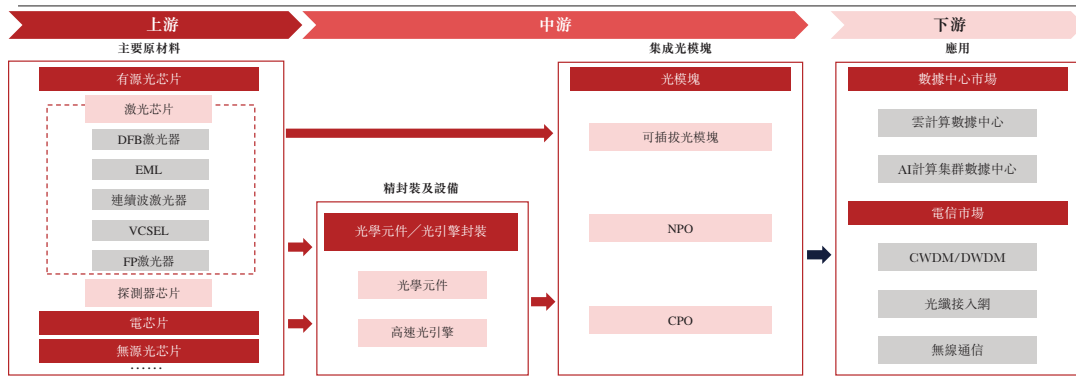 上游
中游
下游
主要原材料
集成光模塊
應用
有源光芯片
激光芯片
DFB激光器
EML
連續波激光器
VCSEL
FP激光器
探測器芯片
電芯片
無源光芯片
……
精封裝及設備
光學元件／光引擎封裝
光學元件
高速光引擎
光模塊
可插拔光模塊
NPO
CPO
數據中心市場
雲計算數據中心
AI計算集群數據中心
電信市場
CWDM/DWDM
光纖接入網
無線通信